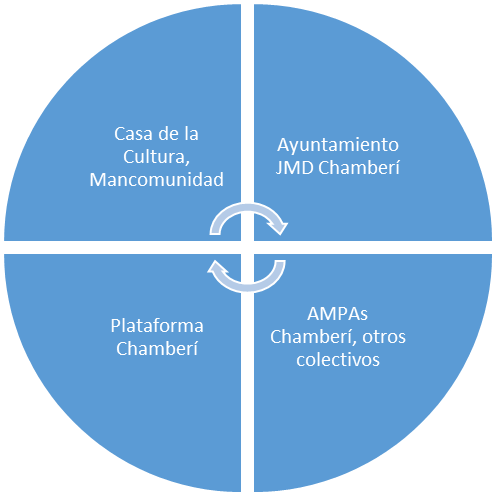 Casa de la
Cultura,
Mancomunidad
Ayuntamiento
JMD Chamberí
Plataforma
Chamberí
AMPAs
Chamberí, otros
colectivos